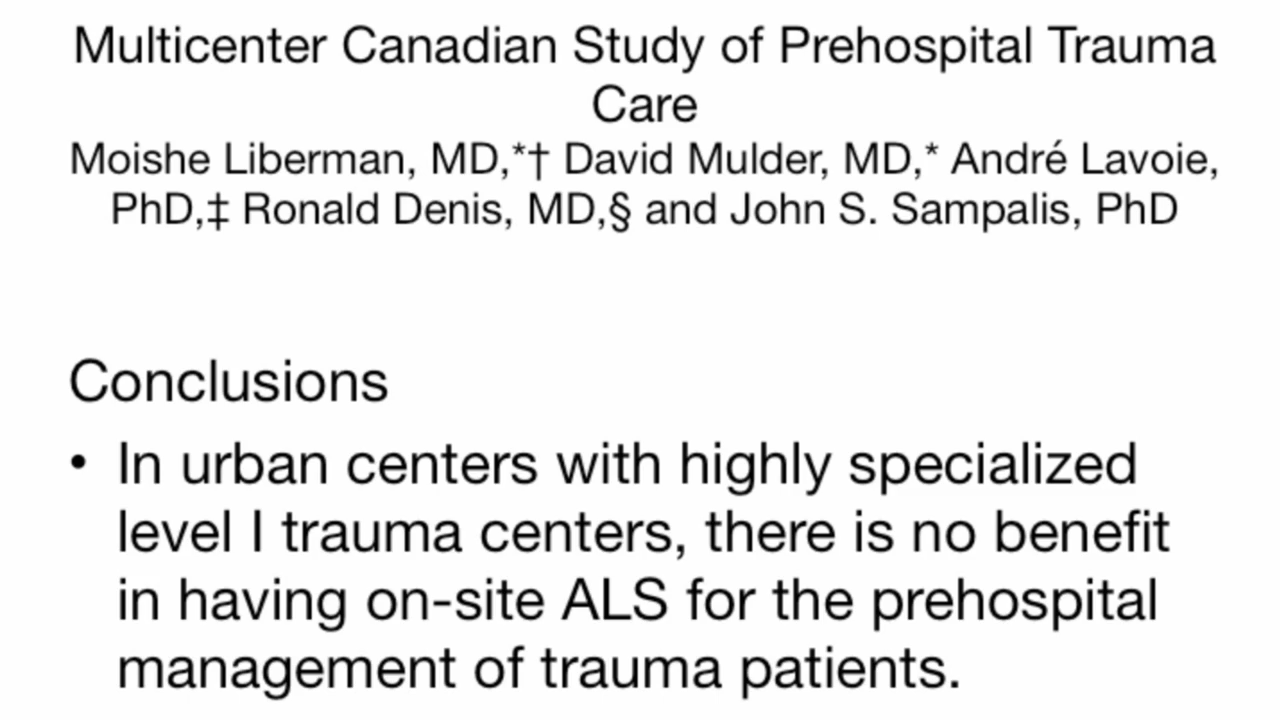 Multicenter Canadian Study of Prehospital Trauma
Care
Moishe Liberman, MD,*† David Mulder, MD,* André Lavoie,
PhD,‡ Ronald Denis, MD,§ and John S. Sampalis, PhD
Conclusions
• In urban centers with highly specialized
level I trauma centers, there is no benefit
in having on-site ALS for the prehospital
management of trauma patients.